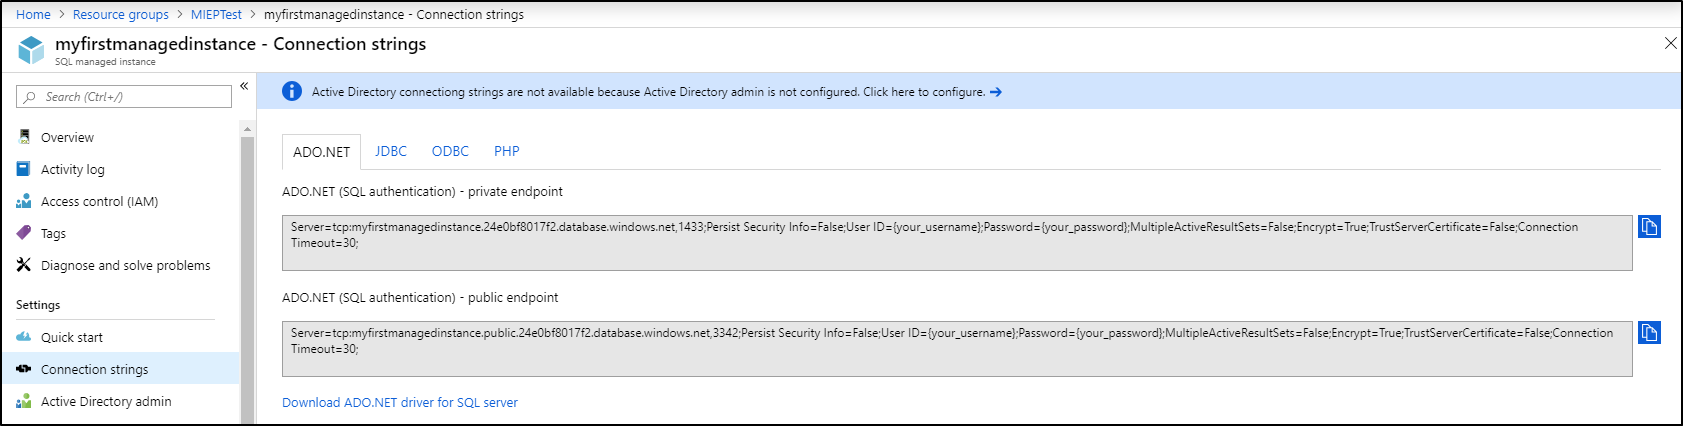 Home > Resource groups > MIEPTest > myfirstmanagedinstance - Connection strings
myfirstmanagedinstance - Connection strings
SQL managed instance
Search (Ctrl+/)
Overview
Activity log
Access control (IAM)
Tags
Diagnose and solve problems
Settings
Quick start
Connection strings
Active Directory admin
Active Directory connectiong strings are not available because Active Directory admin is not configured. Click here to configure. →
ADO.NET JDBC ODBC PHP
ADO.NET (SQL authentication) - private endpoint
Server=tcp:myfirstmanagedinstance.24e0bf8017f2.database.windows.net,1433;Persist Security Info=False;User ID={your_username};Password={your_password};MultipleActiveResultSets=False;Encrypt=True;TrustServerCertificate=False;Connection
Timeout=30;
ADO.NET (SQL authentication) - public endpoint
Server=tcp:myfirstmanagedinstance.public.24e0bf8017f2.database.windows.net,3342;Persist Security Info=False;User ID={your_username};Password={your_password};MultipleActiveResultSets=False;Encrypt=True;TrustServerCertificate=False;Connection
Timeout=30;
Download ADO.NET driver for SQL server